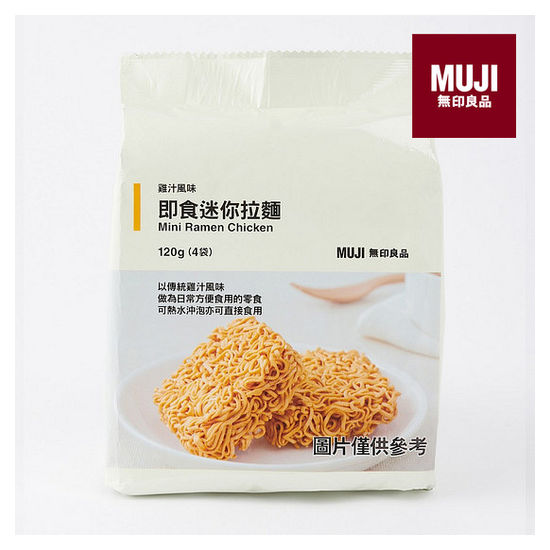 MUJI
無印良品
雞汁風味
即食迷你拉麵
Mini Ramen Chicken
120g (4袋)
MUJI 無印良品
以傳統雞汁風味
做為日常方便食用的零食
可熱水沖泡亦可直接食用
圖片僅供參考